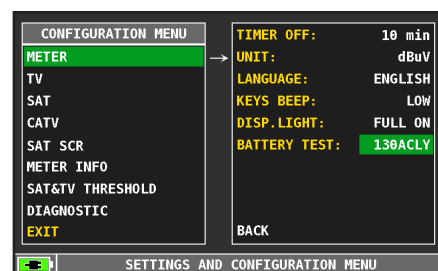 CONFIGURATION MENU
METER
TV
SAT
CATV
SAT SCR
METER INFO
SAT&TV THRESHOLD
DIAGNOSTIC
EXIT
TIMER OFF: 10 min
UNIT: dBuV
LANGUAGE: ENGLISH
KEYS BEEP: LOW
DISP.LIGHT: FULL ON
BATTERY TEST: 130ACLY
BACK
SETTINGS AND CONFIGURATION MENU